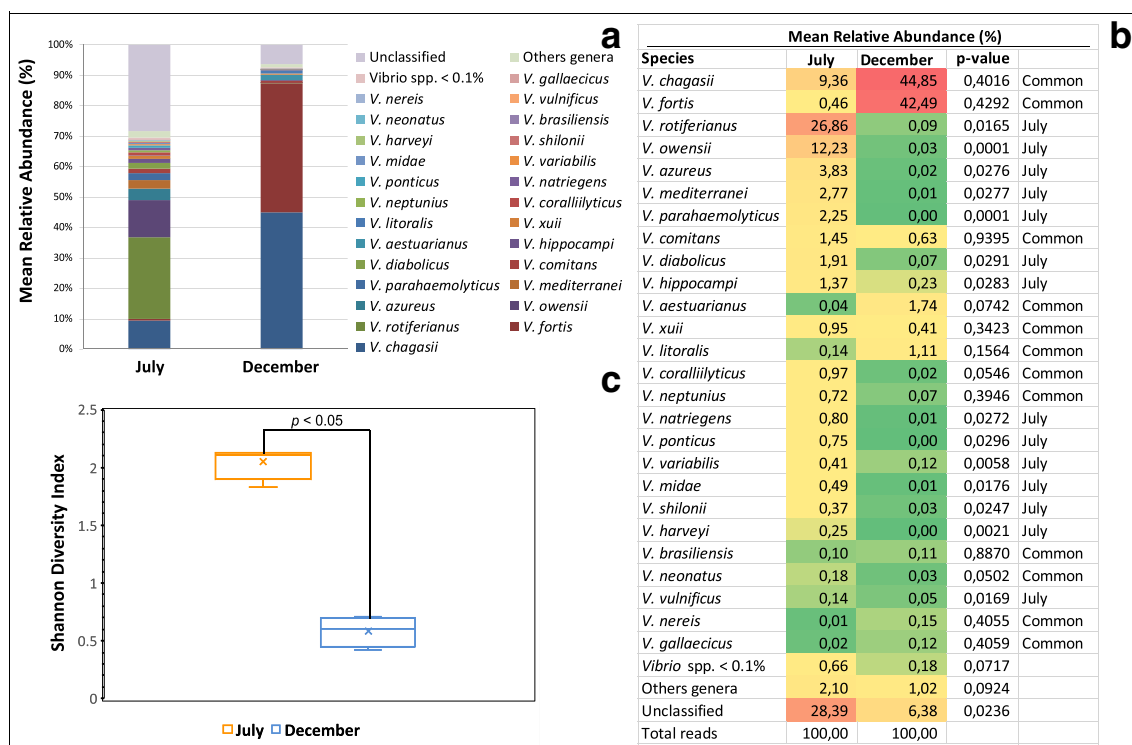 a
100%
90%
80%
70%
60%
50%
40%
30%
20%
10%
0%
Mean Relative Abundance (%)
July December
Unclassified Others genera
Vibrio spp. < 0.1% V. gallaecicus
V. nereis V. vulnificus
V. neonatus V. brasiliensis
V. harveyi V. shilonii
V. midae V. variabilis
V. ponticus V. natriegens
V. neptunius V. coralliilyticus
V. litoralis V. xuii
V. aestuarianus V. hippocampi
V. diabolicus V. comitans
V. parahaemolyticus V. mediterranei
V. azureus V. owensii
V. rotiferianus V. fortis
V. chagasii
b
Mean Relative Abundance (%)
Species July December p-value
V. chagasii 9,36 44,85 0,4016 Common
V. fortis 0,46 42,49 0,4292 Common
V. rotiferianus 26,86 0,09 0,0165 July
V. owensii 12,23 0,03 0,0001 July
V. azureus 3,83 0,02 0,0276 July
V. mediterranei 2,77 0,01 0,0277 July
V. parahaemolyticus 2,25 0,00 0,0001 July
V. comitans 1,45 0,63 0,9395 Common
V. diabolicus 1,91 0,07 0,0291 July
V. hippocampi 1,37 0,23 0,0283 July
V. aestuarianus 0,04 1,74 0,0742 Common
V. xuii 0,95 0,41 0,3423 Common
V. litoralis 0,14 1,11 0,1564 Common
V. coralliilyticus 0,97 0,02 0,0546 Common
V. neptunius 0,72 0,07 0,3946 Common
V. natriegens 0,80 0,01 0,0272 July
V. ponticus 0,75 0,00 0,0296 July
V. variabilis 0,41 0,12 0,0058 July
V. midae 0,49 0,01 0,0176 July
V. shilonii 0,37 0,03 0,0247 July
V. harveyi 0,25 0,00 0,0021 July
V. brasiliensis 0,10 0,11 0,8870 Common
V. neonatus 0,18 0,03 0,0502 Common
V. vulnificus 0,14 0,05 0,0169 July
V. nereis 0,01 0,15 0,4055 Common
V. gallaecicus 0,02 0,12 0,4059 Common
Vibrio spp. < 0.1% 0,66 0,18 0,0717
Others genera 2,10 1,02 0,0924
Unclassified 28,39 6,38 0,0236
Total reads 100,00 100,00
c
2.5
2
1.5
1
0.5
0
Shannon Diversity Index
p < 0.05
July December